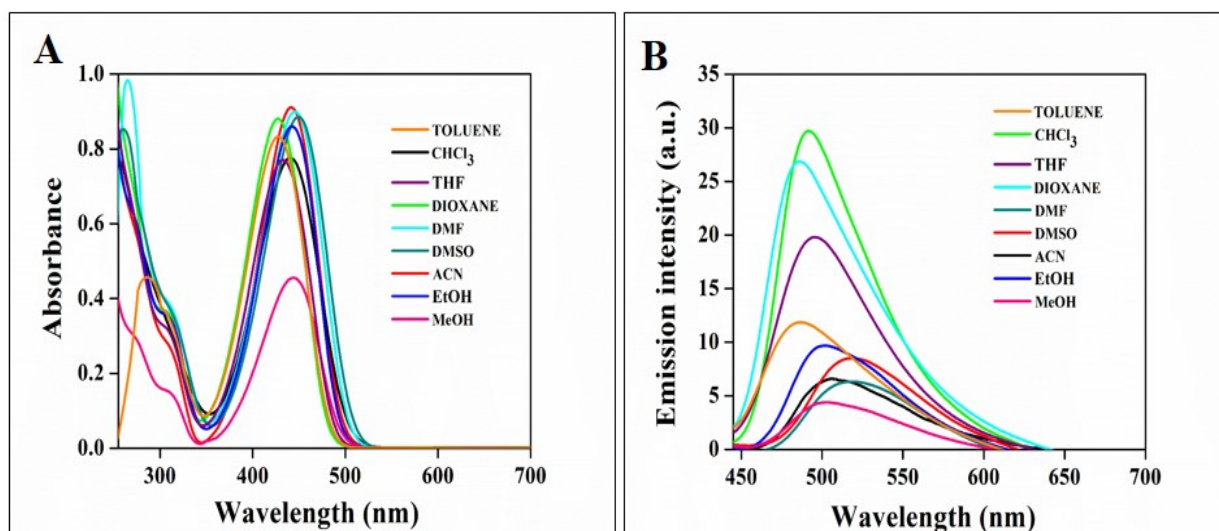 A
Absorbance
1.0
0.8
0.6
0.4
0.2
0.0
300
400
500
600
700
Wavelength (nm)
TOLUENE
CHCl3
THF
DIOXANE
DMF
DMSO
ACN
EtOH
MeOH
B
Emission intensity (a.u.)
35
30
25
20
15
10
5
0
450
500
550
600
650
700
Wavelength (nm)
TOLUENE
CHCl3
THF
DIOXANE
DMF
DMSO
ACN
EtOH
MeOH